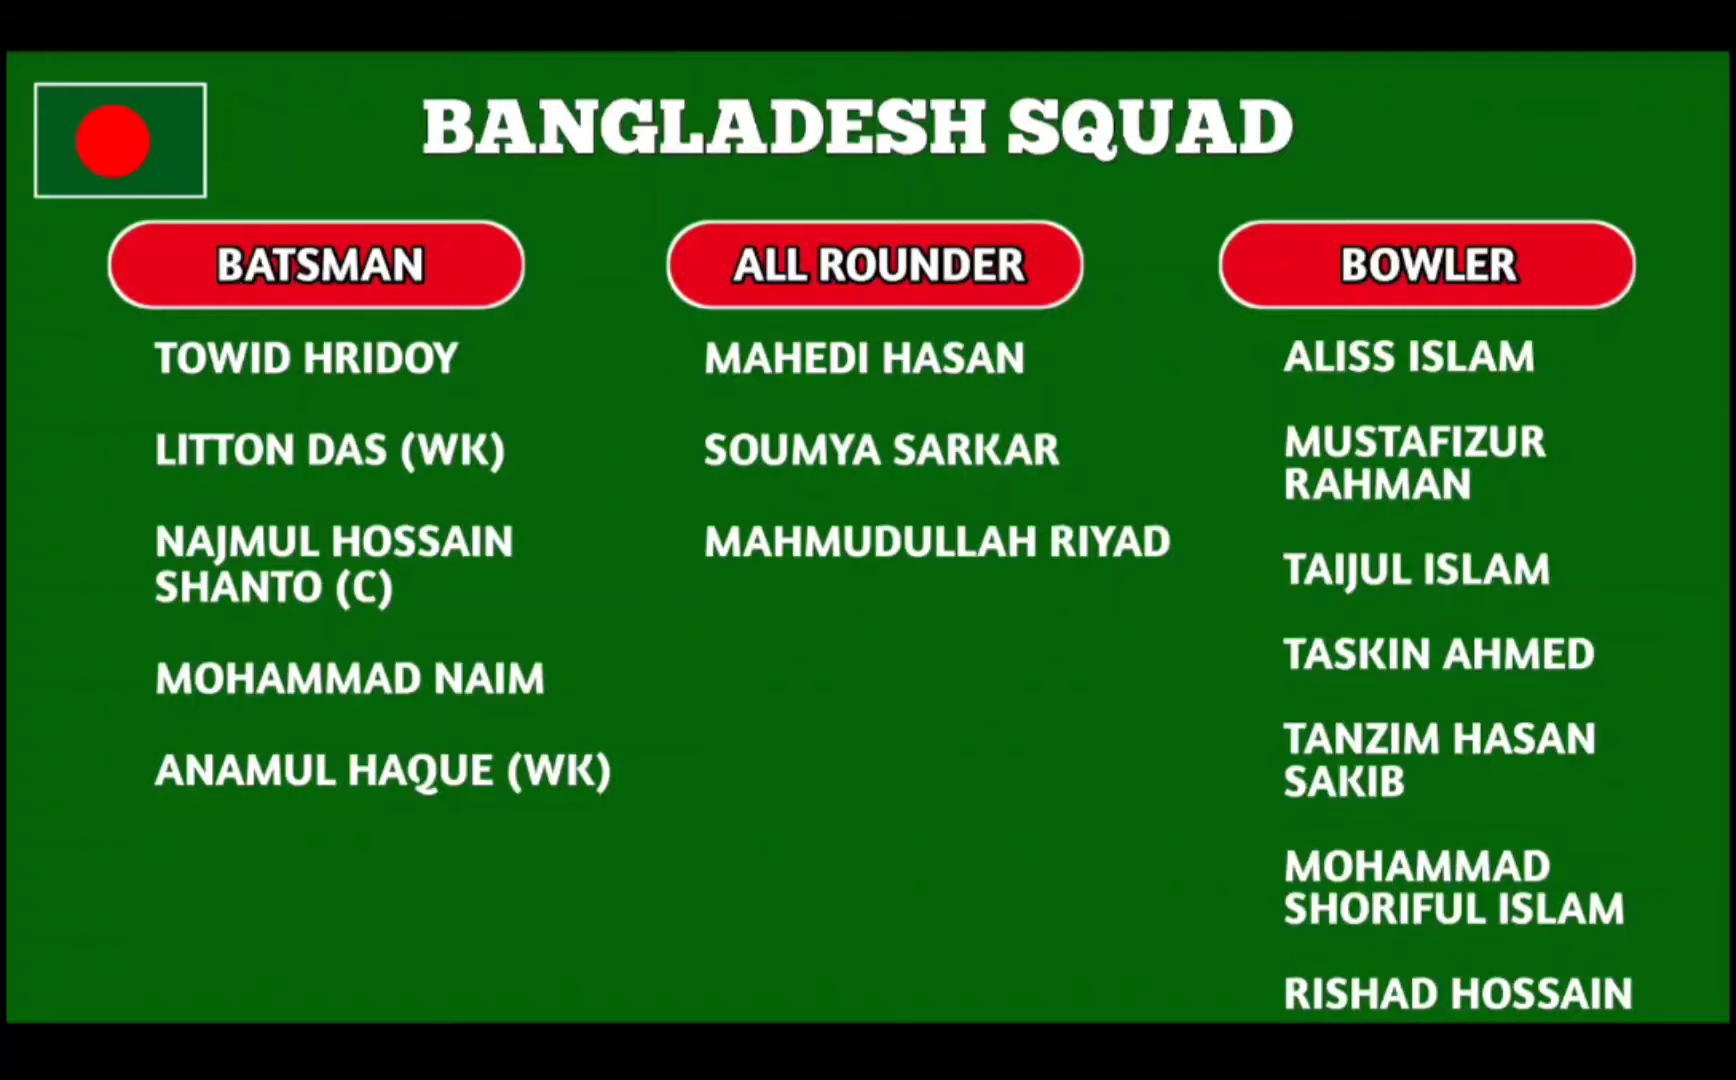 BANGLADESH SQUAD
BATSMAN
TOWID HRIDOY
LITTON DAS (WK)
NAJMUL HOSSAIN
SHANTO (C)
MOHAMMAD NAIM
ANAMUL HAQUE (WK)
ALL ROUNDER
MAHEDI HASAN
SOUMYA SARKAR
MAHMUDULLAH RIYAD
BOWLER
ALISS ISLAM
MUSTAFIZUR
RAHMAN
TAIJUL ISLAM
TASKIN AHMED
TANZIM HASAN
SAKIB
MOHAMMAD
SHORIFUL ISLAM
RISHAD HOSSAIN